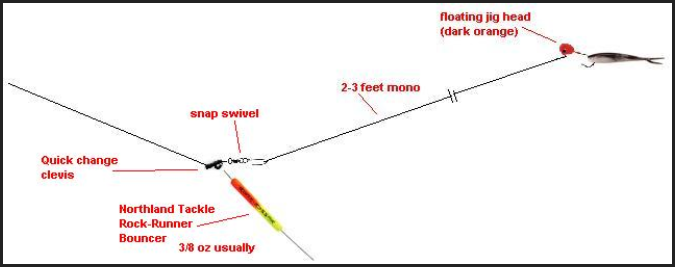 floating jig head
(dark orange)
2-3 feet mono
snap swivel
Quick change
clevis
Northland Tackle
Rock-Runner
Bouncer
3/8 oz usually